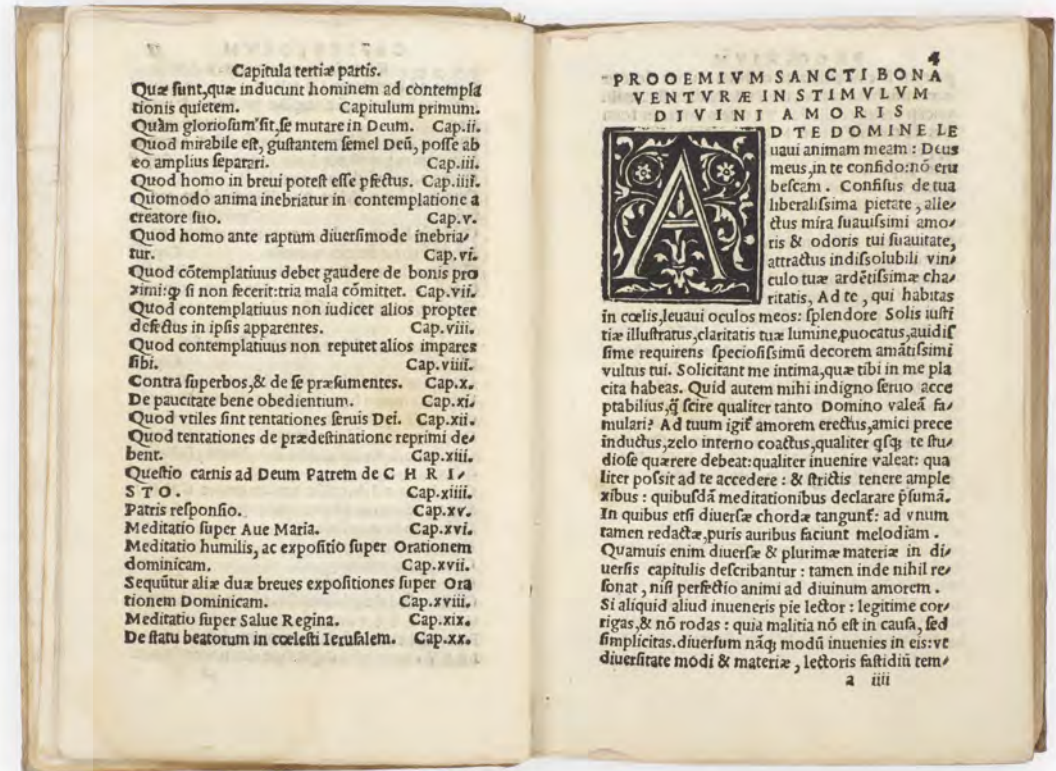 Capitula tertiæ partis.
Quæ ſunt,quæ inducunt hominem ad contempla
tionis quietem. Capitulum primum.
Quàm glorioſum ſit,ſe mutare in Deum. Cap.ii.
Quod mirabile eſt, guſtantem ſemel Deũ, poſſe ab
eo amplius ſeparari. Cap.iii.
Quod homo in breui poteſt eſſe pfectus. Cap.iiii.
Quomodo anima inebriatur in contemplatione a
creatore ſuo. Cap.v.
Quod homo ante raptum diuerſimode inebria⸗
tur. Cap.vi.
Quod cõtemplatiuus debet gaudere de bonis pro
ximi:ꝙ ſi non fecerit:tria mala cõmittet. Cap.vii.
Quod contemplatiuus non iudicet alios propter
defectus in ipſis apparentes. Cap.viii.
Quod contemplatiuus non reputet alios impares
ſibi. Cap.viiii.
Contra ſuperbos,& de ſe præſumentes. Cap.x.
De paucitate bene obedientium. Cap.xi.
Quod vtiles ſint tentationes ſeruis Dei. Cap.xii.
Quod tentationes de prædeſtinatione reprimi de⸗
bent. Cap.xiii.
Queſtio carnis ad Deum Patrem de C H R I⸗
S T O. Cap.xiiii.
Patris reſponſio. Cap.xv.
Meditatio ſuper Aue Maria. Cap.xvi.
Meditatio humilis, ac expoſitio ſuper Orationem
dominicam. Cap.xvii.
Sequũtur aliæ duæ breues expoſitiones ſuper Ora
tionem Dominicam. Cap.xviii.
Meditatio ſuper Salue Regina. Cap.xix.
De ſtatu beatorum in cœleſti Ieruſalem. Cap.xx.
4
PROOEMIVM SANCTI BONA
VENTVRÆ IN STIMVLVM
DIVINI AMORIS
AD TE DOMINE LE
uaui animam meam : Deus
meus,in te confido:nõ eru
beſcam . Confiſus de tua
liberaliſſima pietate , alle⸗
ctus mira ſuauiſsimi amo⸗
ris & odoris tui ſuauitate,
attractus indiſsolubili vin⸗
culo tuæ ardẽtiſsimæ cha⸗
ritatis, Ad te , qui habitas
in cœlis,leuaui oculos meos: ſplendore Solis iuſti
tiæ illuſtratus,claritatis tuæ lumine,ꝓuocatus,auidiſ
ſime requirens ſpecioſiſsimũ decorem amãtiſsimi
vultus tui. Solicitant me intima,quæ tibi in me pla
cita habeas. Quid autem mihi indigno ſeruo acce
ptabilius,q̃ ſcire qualiter tanto Domino valeã fa⸗
mulari? Ad tuum igit̃ amorem erectus,amici prece
inductus,zelo interno coactus,qualiter qſqꝫ te ſtu⸗
dioſe quærere debeat:qualiter inuenire valeat: qua
liter poſsit ad te accedere : & ſtrictis tenere ample
xibus : quibuſdã meditationibus declarare p̃ſumã.
In quibus etſi diuerſæ chordæ tangunt̃: ad vnum
tamen redactæ,puris auribus faciunt melodiam .
Quamuis enim diuerſæ & plurimæ materiæ in di⸗
uerſis capitulis deſcribantur : tamen inde nihil re⸗
ſonat , niſi perfectio animi ad diuinum amorem .
Si aliquid aliud inueneris pie lector : legitime cor⸗
rigas,& nõ rodas : quia malitia nõ eſt in cauſa, ſed
ſimplicitas.diuerſum nãqꝫ modũ inuenies in eis:vt
diuerſitate modi & materiæ , lectoris faſtidiũ tem⸗
a iiii